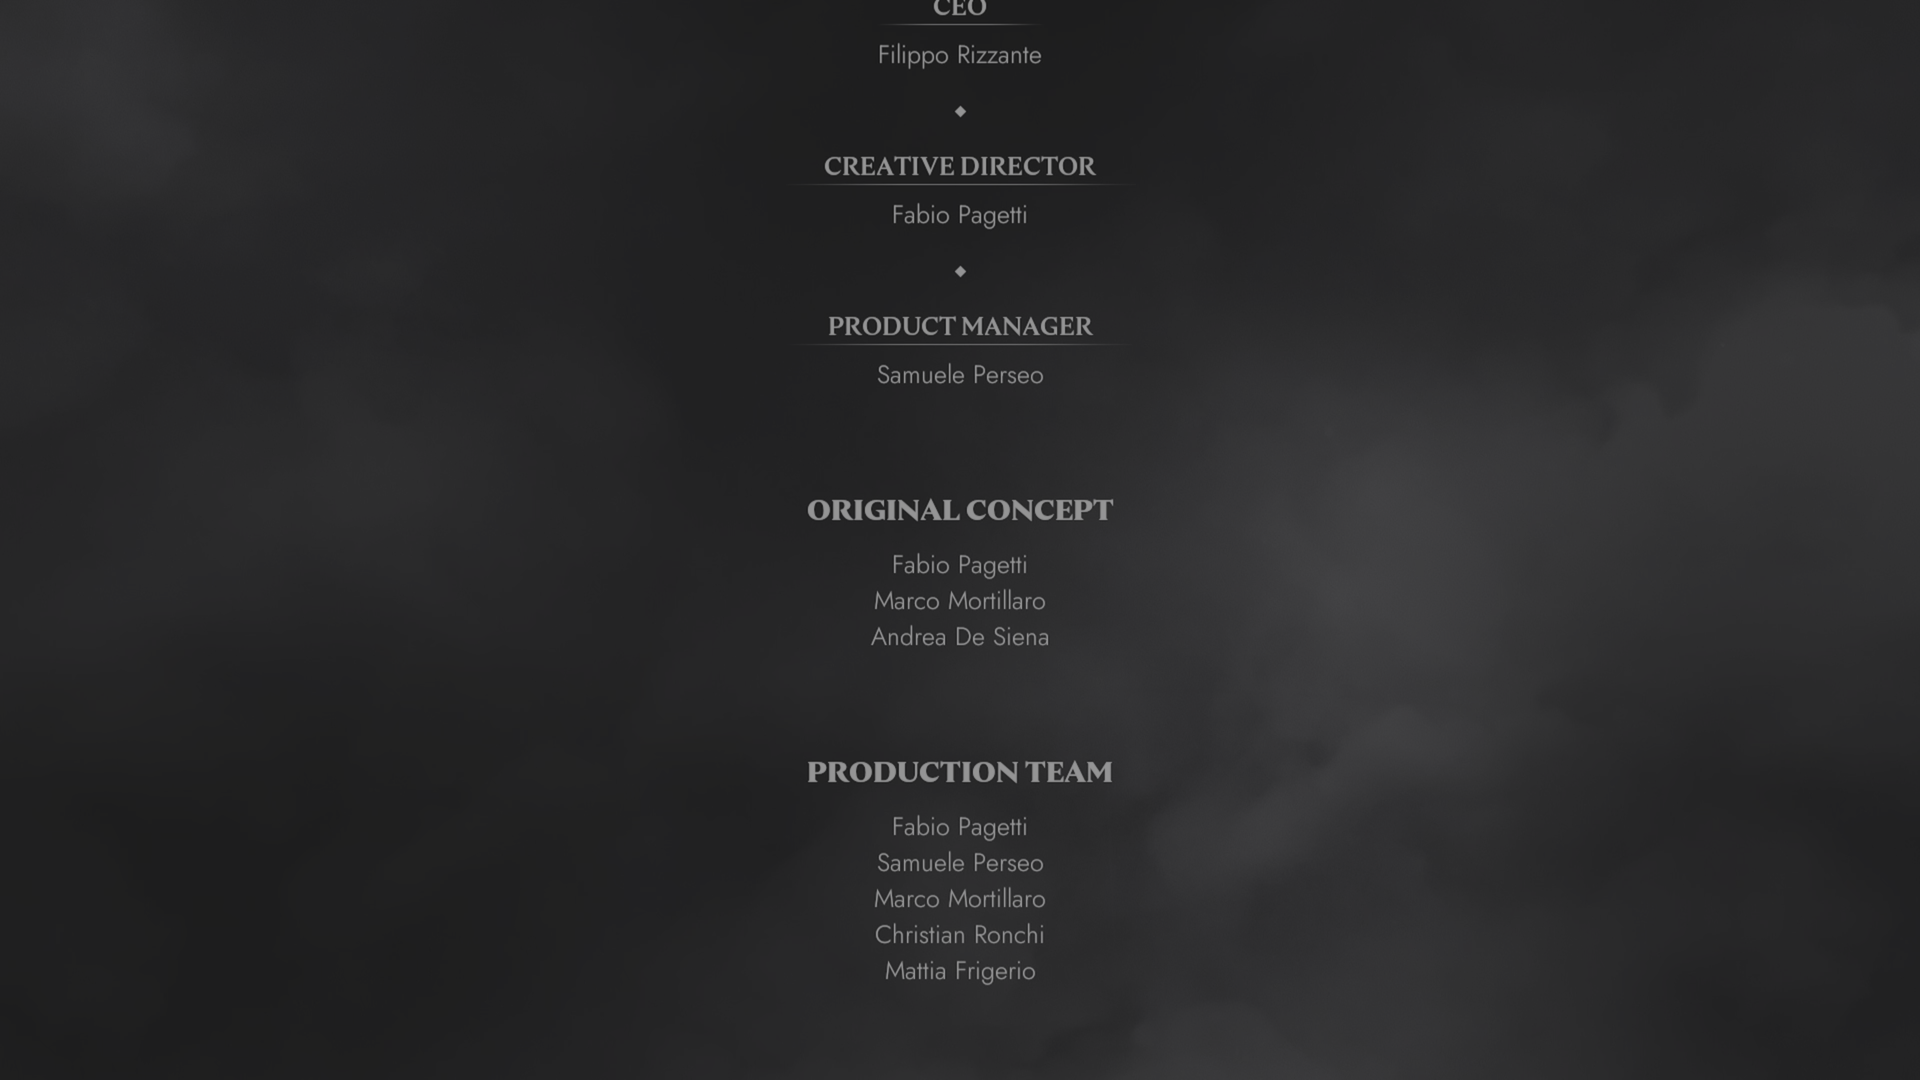 CEO
Filippo Rizzante
CREATIVE DIRECTOR
Fabio Pagetti
PRODUCT MANAGER
Samuele Perseo
ORIGINAL CONCEPT
Fabio Pagetti
Marco Mortillaro
Andrea De Siena
PRODUCTION TEAM
Fabio Pagetti
Samuele Perseo
Marco Mortillaro
Christian Ronchi
Mattia Frigerio